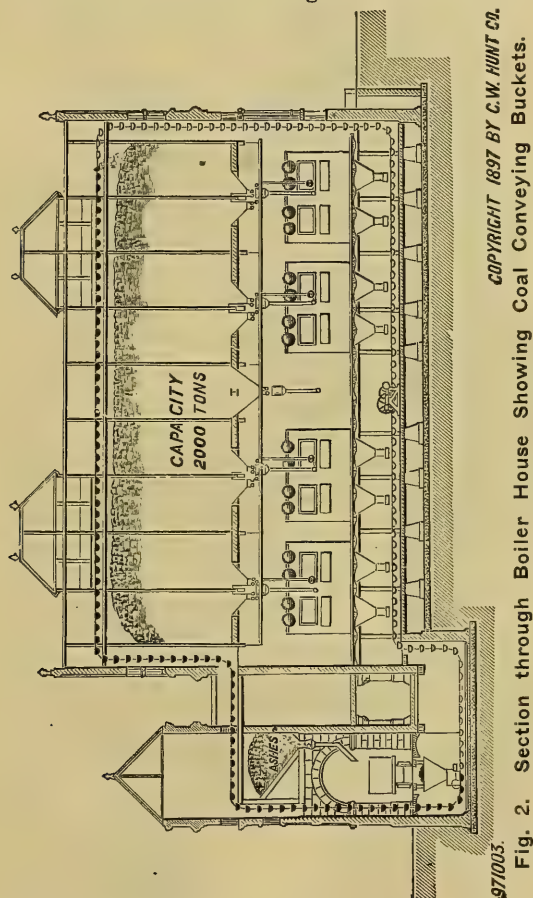 CAPACITY
2000 TONS
I
ASHES
971003.
COPYRIGHT 1897 BY C.W. HUNT CO.
Fig. 2. Section through Boiler House Showing Coal Conveying Buckets.